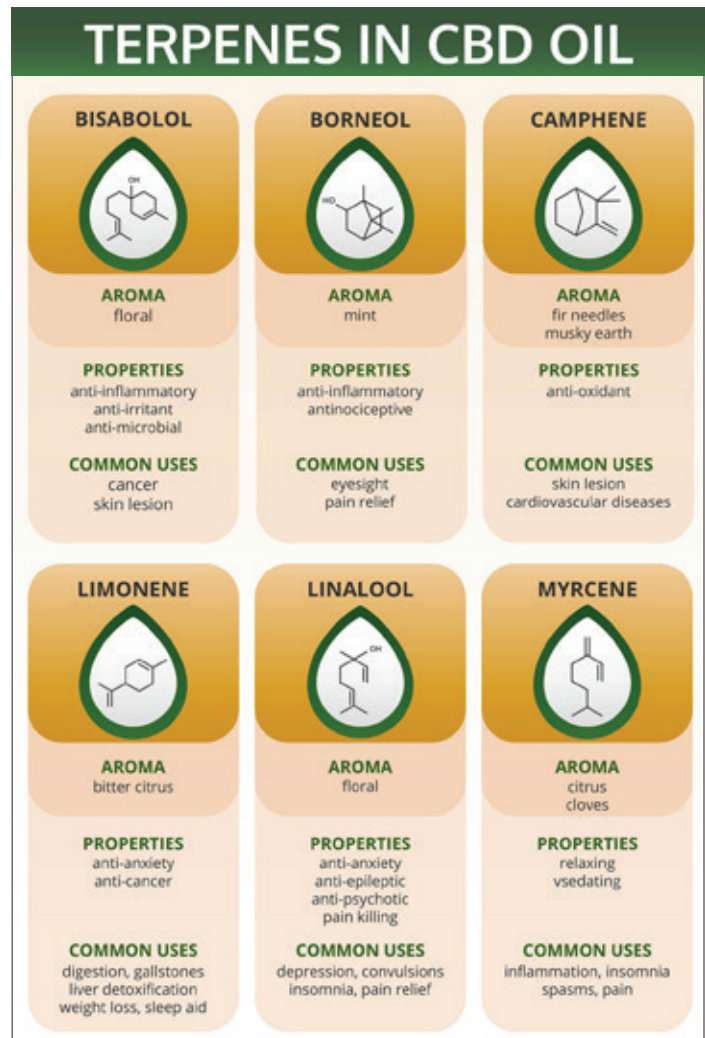 TERPENES IN CBD OIL
BISABOLOL
OH
AROMA
floral
PROPERTIES
anti-inflammatory
anti-irritant
anti-microbial
COMMON USES
cancer
skin lesion
BORNEOL
HO
AROMA
mint
PROPERTIES
anti-inflammatory
antinociceptive
COMMON USES
eyesight
pain relief
CAMPHENE
AROMA
fir needles
musky earth
PROPERTIES
anti-oxidant
COMMON USES
skin lesion
cardiovascular diseases
LIMONENE
AROMA
bitter citrus
PROPERTIES
anti-anxiety
anti-cancer
COMMON USES
digestion, gallstones
liver detoxification
weight loss, sleep aid
LINALOOL
OH
AROMA
floral
PROPERTIES
anti-anxiety
anti-epileptic
anti-psychotic
pain killing
COMMON USES
depression, convulsions
insomnia, pain relief
MYRCENE
AROMA
citrus
cloves
PROPERTIES
relaxing
vsedating
COMMON USES
inflammation, insomnia
spasms, pain